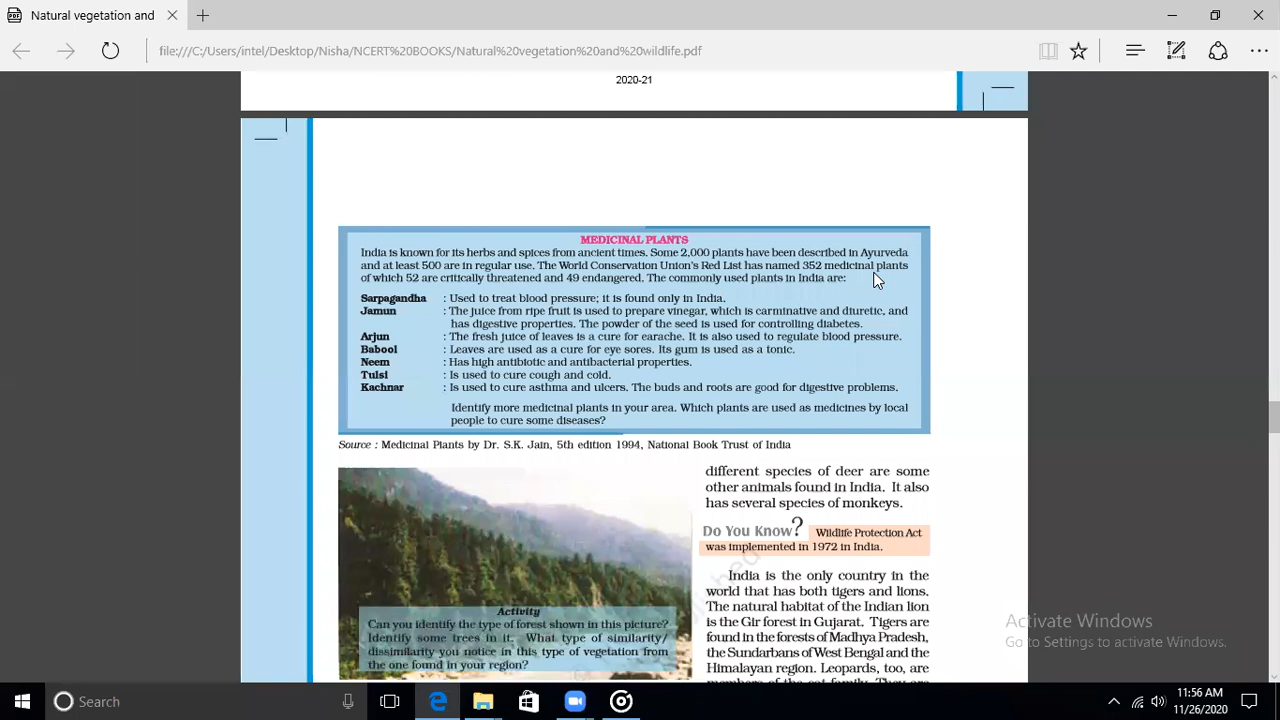 Natural vegetation and
file:///C:/Users/intel/Desktop/Nisha/NCERT%20BOOKS/Natural%20vegetation%20and%20wildlife.pdf
2020-21
MEDICINAL PLANTS
India is known for its herbs and spices from ancient times. Some 2,000 plants have been described in Ayurveda
and at least 500 are in regular use. The World Conservation Union's Red List has named 352 medicinal plants
of which 52 are critically threatened and 49 endangered. The commonly used plants in India are:
Sarpagandha : Used to treat blood pressure; it is found only in India.
Jamun : The juice from ripe fruit is used to prepare vinegar, which is carminative and diuretic, and
has digestive properties. The powder of the seed is used for controlling diabetes.
Arjun : The fresh juice of leaves is a cure for earache. It is also used to regulate blood pressure.
Babool : Leaves are used as a cure for eye sores. Its gum is used as a tonic.
Neem : Has high antibiotic and antibacterial properties.
Tulsi : Is used to cure cough and cold.
Kachnar : Is used to cure asthma and ulcers. The buds and roots are good for digestive problems.
Identify more medicinal plants in your area. Which plants are used as medicines by local
people to cure some diseases?
Source : Medicinal Plants by Dr. S.K. Jain, 5th edition 1994, National Book Trust of India
Activity
Can you identify the type of forest shown in this picture?
Identify some trees in it. What type of similarity/
dissimilarity you notice in this type of vegetation from
the one found in your region?
different species of deer are some
other animals found in India. It also
has several species of monkeys.
Do You Know? Wildlife Protection Act
was implemented in 1972 in India.
India is the only country in the
world that has both tigers and lions.
The natural habitat of the Indian lion
is the Gir forest in Gujarat. Tigers are
found in the forests of Madhya Pradesh,
the Sundarbans of West Bengal and the
Himalayan region. Leopards, too, are
members of the cat family. They are
Activate Windows
Go to Settings to activate Windows.
Search
11:56 AM
11/26/2020